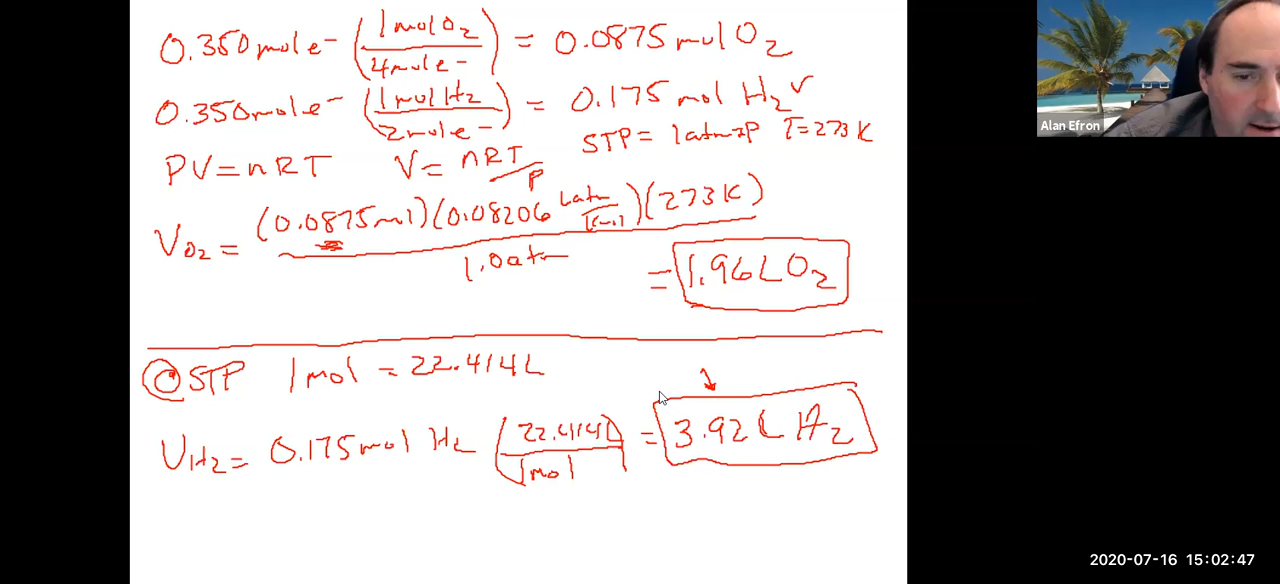 0.350 mol e- (1 mol O2 / 4 mol e-) = 0.0875 mol O2
0.350 mol e- (1 mol H2 / 2 mol e-) = 0.175 mol H2
STP = 1 atm = P T = 273 K
PV = nRT V = nRT / P
VO2 = (0.0875 mol)(0.08206 L atm / K mol)(273 K) / 1.0 atm
= 1.96 L O2
@ STP 1 mol = 22.414 L
VH2 = 0.175 mol H2 (22.414 L / 1 mol) = 3.92 L H2
Alan Efron
2020-07-16 15:02:47